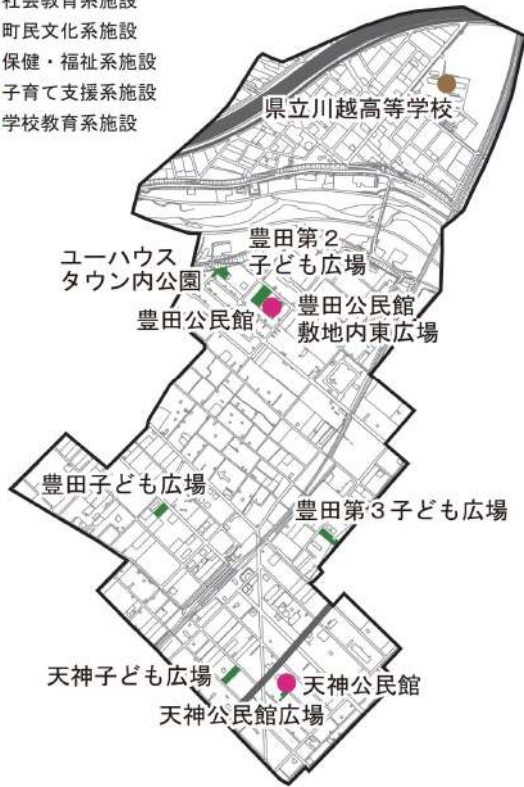 社会教育系施設
町民文化系施設
保健・福祉系施設
子育て支援系施設
学校教育系施設
県立川越高等学校
豊田第２
子ども広場
ユーハウス
タウン内公園
豊田公民館
豊田公民館
敷地内東広場
豊田子ども広場
豊田第３子ども広場
天神子ども広場
天神公民館
天神公民館広場